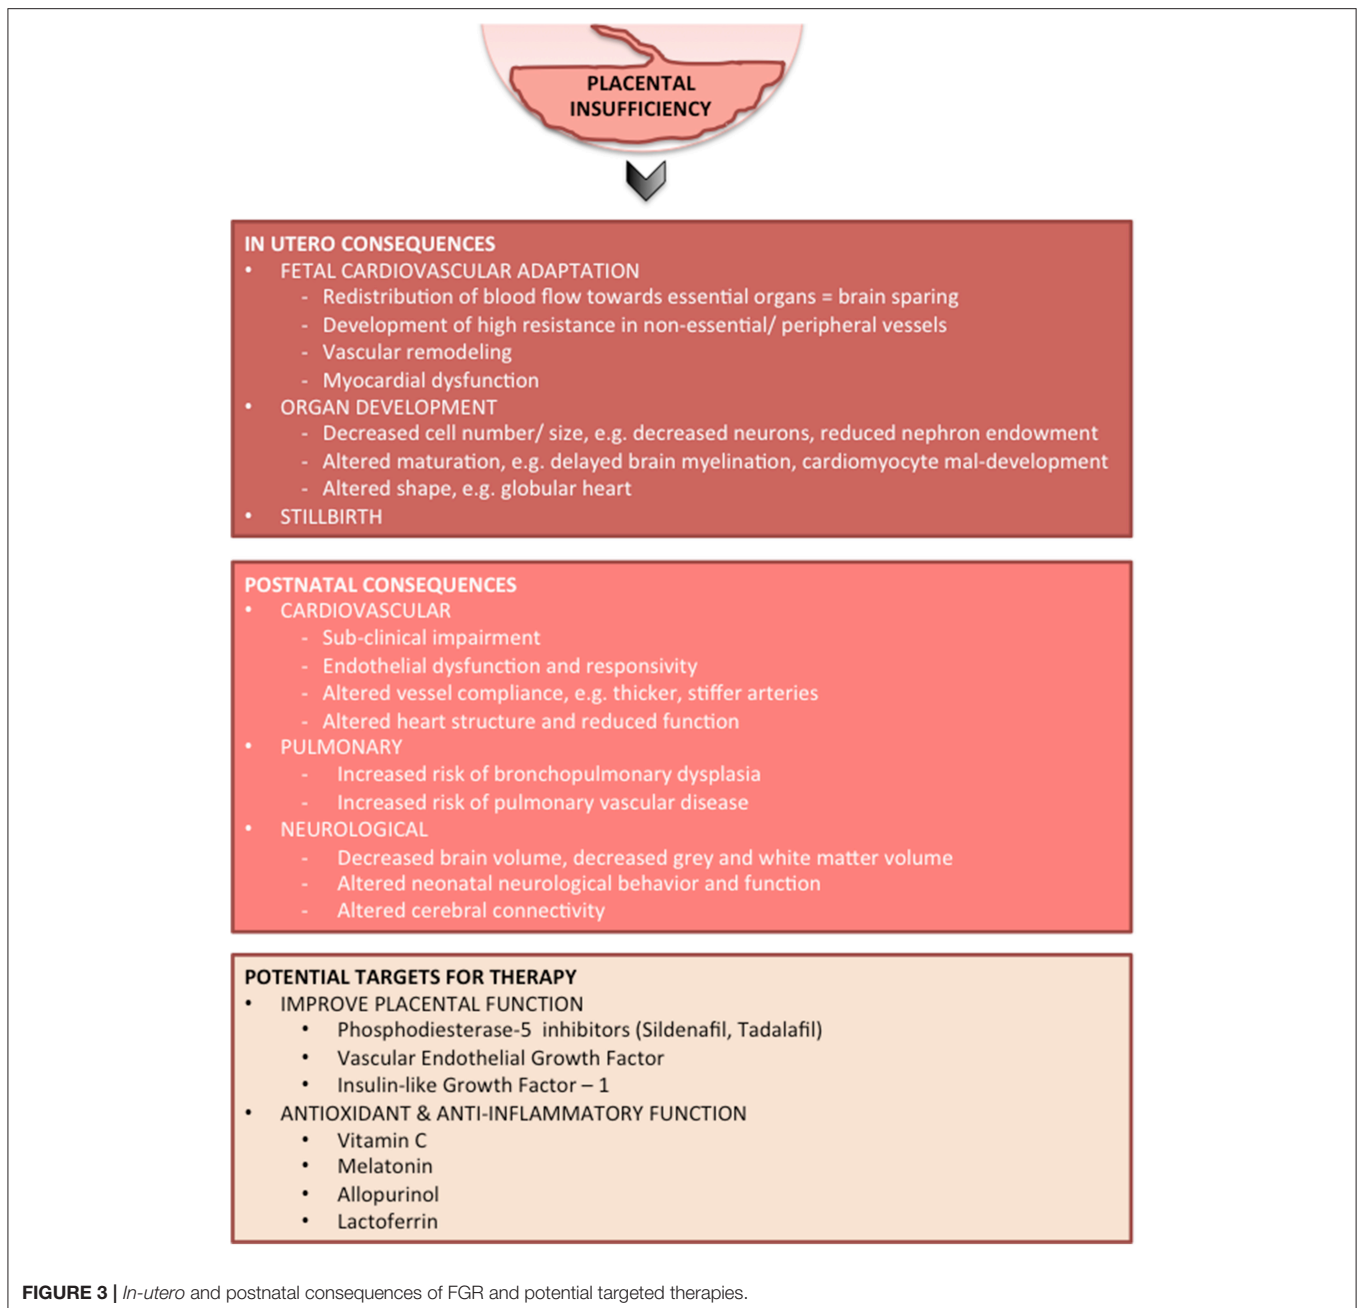 PLACENTAL
INSUFFICIENCY
IN UTERO CONSEQUENCES
• FETAL CARDIOVASCULAR ADAPTATION
- Redistribution of blood flow towards essential organs = brain sparing
- Development of high resistance in non-essential/ peripheral vessels
- Vascular remodeling
- Myocardial dysfunction
• ORGAN DEVELOPMENT
- Decreased cell number/ size, e.g. decreased neurons, reduced nephron endowment
- Altered maturation, e.g. delayed brain myelination, cardiomyocyte mal-development
- Altered shape, e.g. globular heart
• STILLBIRTH
POSTNATAL CONSEQUENCES
• CARDIOVASCULAR
- Sub-clinical impairment
- Endothelial dysfunction and responsivity
- Altered vessel compliance, e.g. thicker, stiffer arteries
- Altered heart structure and reduced function
• PULMONARY
- Increased risk of bronchopulmonary dysplasia
- Increased risk of pulmonary vascular disease
• NEUROLOGICAL
- Decreased brain volume, decreased grey and white matter volume
- Altered neonatal neurological behavior and function
- Altered cerebral connectivity
POTENTIAL TARGETS FOR THERAPY
• IMPROVE PLACENTAL FUNCTION
• Phosphodiesterase-5 inhibitors (Sildenafil, Tadalafil)
• Vascular Endothelial Growth Factor
• Insulin-like Growth Factor – 1
• ANTIOXIDANT & ANTI-INFLAMMATORY FUNCTION
• Vitamin C
• Melatonin
• Allopurinol
• Lactoferrin
FIGURE 3 | In-utero and postnatal consequences of FGR and potential targeted therapies.